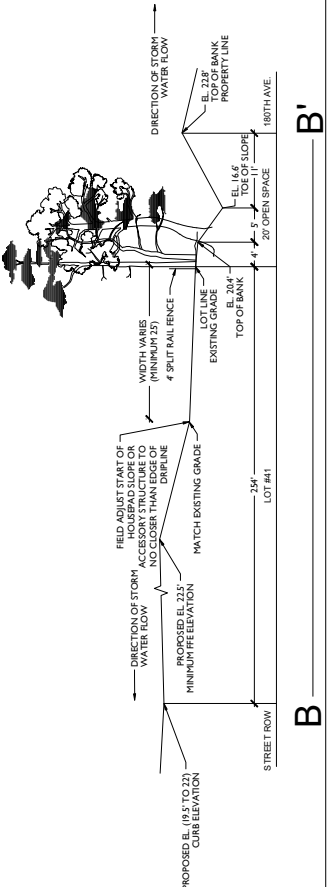 PROPOSED EL. (19.5' TO 22')
CURB ELEVATION
DIRECTION OF STORM
WATER FLOW
PROPOSED EL. 22.5'
MINIMUM FFE ELEVATION
FIELD ADJUST START OF
HOUSEPAD SLOPE OR
ACCESSORY STRUCTURE TO
NO CLOSER THAN EDGE OF
DRIPLINE
MATCH EXISTING GRADE
WIDTH VARIES
(MINIMUM 25')
4' SPLIT RAIL FENCE
LOT LINE
EXISTING GRADE
EL. 20.4'
TOP OF BANK
EL. 16.6'
TOE OF SLOPE
EL. 22.8'
TOP OF BANK
PROPERTY LINE
DIRECTION OF STORM
WATER FLOW
254'
4'
5'
11'
STREET ROW
LOT #41
20' OPEN SPACE
180TH AVE.
B
B'